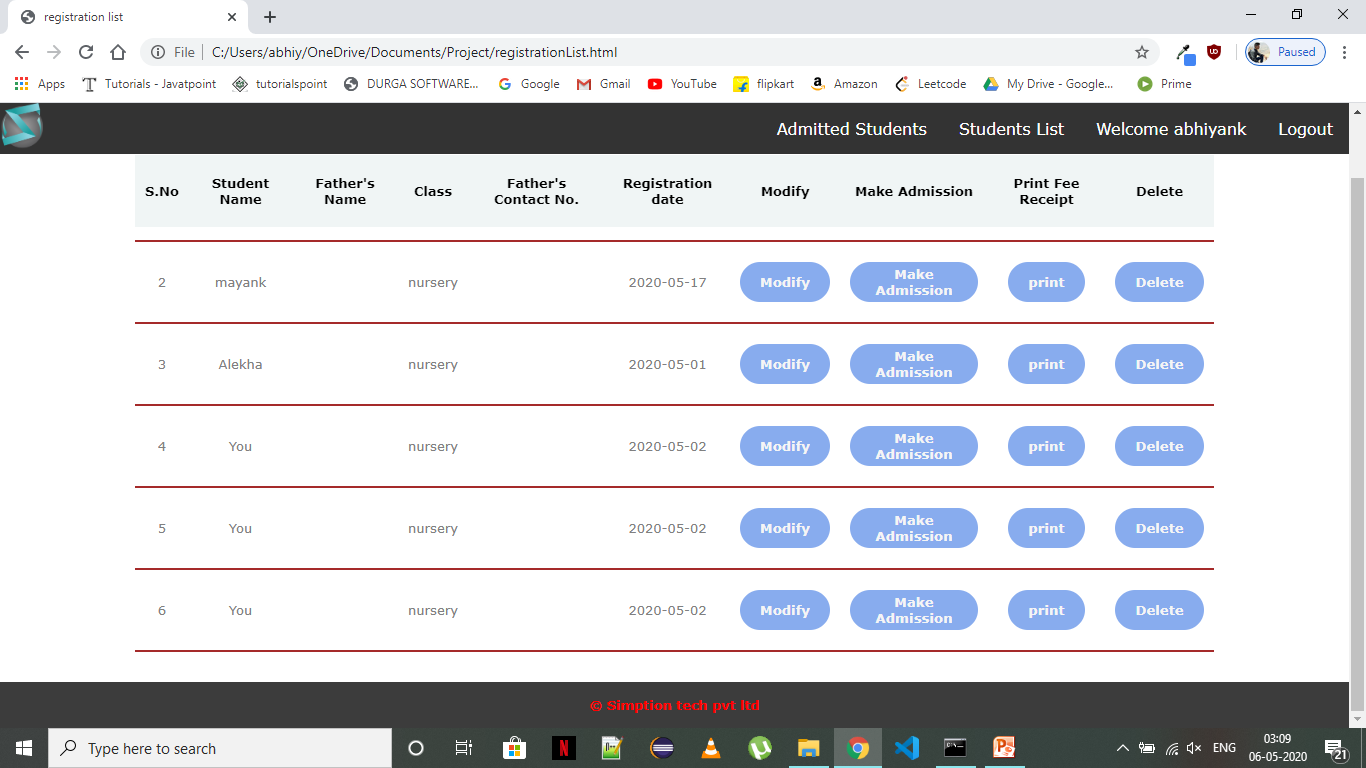 registration list
File
C:/Users/abhiy/OneDrive/Documents/Project/registrationList.html
Paused
Apps
Tutorials - Javatpoint
tutorialspoint
DURGA SOFTWARE...
Google
Gmail
YouTube
flipkart
Amazon
Leetcode
My Drive - Google...
Prime
Admitted Students
Students List
Welcome abhiyank
Logout
S.No
Student
Name
Father's
Name
Class
Father's
Contact No.
Registration
date
Modify
Make Admission
Print Fee
Receipt
Delete
2
mayank
nursery
2020-05-17
Modify
Make
Admission
print
Delete
3
Alekha
nursery
2020-05-01
Modify
Make
Admission
print
Delete
4
You
nursery
2020-05-02
Modify
Make
Admission
print
Delete
5
You
nursery
2020-05-02
Modify
Make
Admission
print
Delete
6
You
nursery
2020-05-02
Modify
Make
Admission
print
Delete
© Simption tech pvt ltd
Type here to search
ENG
03:09
06-05-2020
21